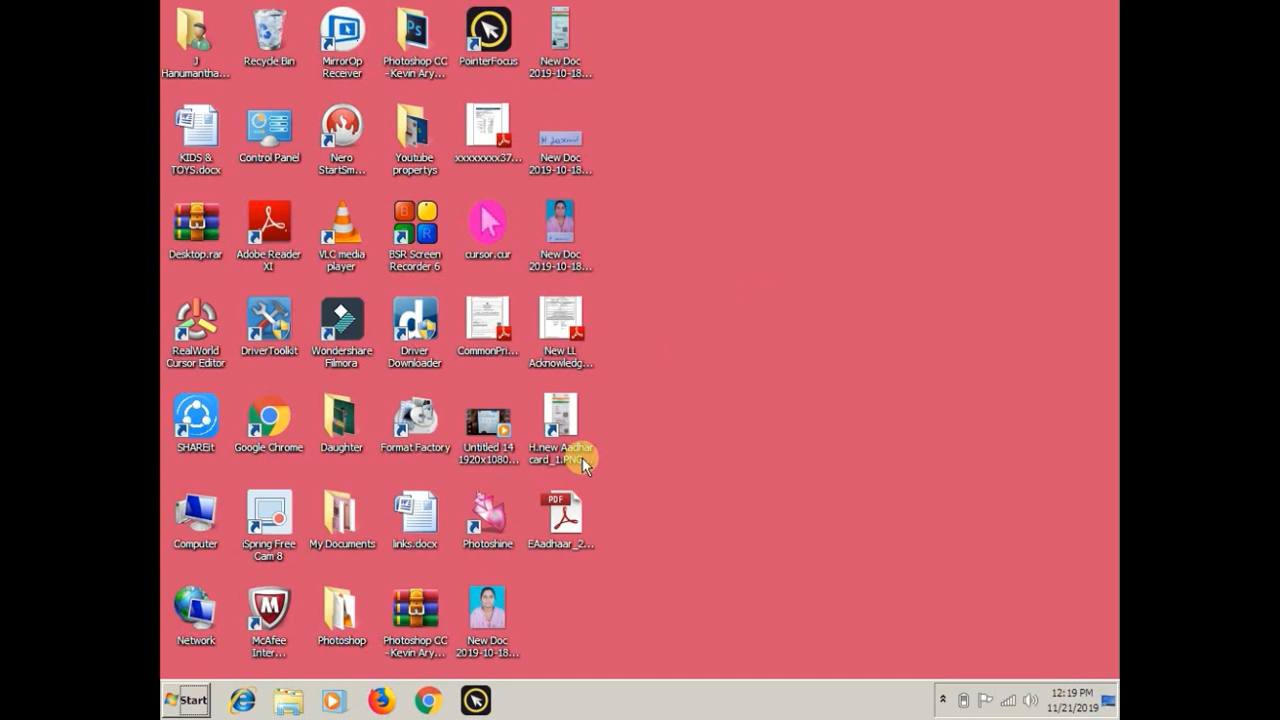 J
Hanumantha...
Recycle Bin
MirrorOp
Receiver
Photoshop CC
- Kevin Ary...
PointerFocus
New Doc
2019-10-18...
KIDS &
TOYS.docx
Control Panel
Nero
StartSm...
Youtube
propertys
xxxxxxxx37...
New Doc
2019-10-18...
Desktop.rar
Adobe Reader
XI
VLC media
player
BSR Screen
Recorder 6
cursor.cur
New Doc
2019-10-18...
RealWorld
Cursor Editor
DriverToolkit
Wondershare
Filmora
Driver
Downloader
CommonPri...
New LL
Acknowledg...
SHAREit
Google Chrome
Daughter
Format Factory
Untitled 14
1920x1080...
H.new Aadhar
card_1.PNG
Computer
iSpring Free
Cam 8
My Documents
links.docx
Photoshine
PDF
EAadhaar_2...
Network
McAfee
Inter...
Photoshop
Photoshop CC
- Kevin Ary...
New Doc
2019-10-18...
Start
12:19 PM
11/21/2019